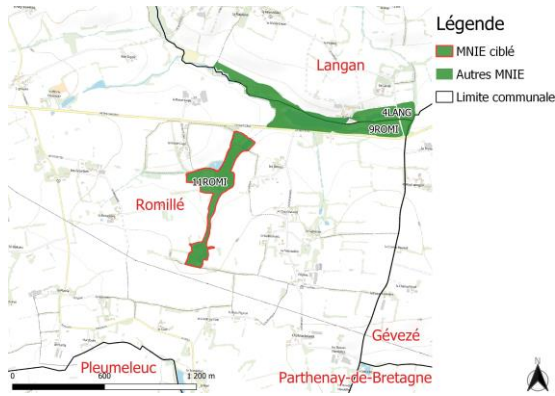 Légende
MNIE ciblé
Autres MNIE
Limite communale
Langan
4LANG
9ROMI
11ROMI
Romillé
Gévezé
Pleumeleuc
Parthenay-de-Bretagne
0 600 1 200 m
N